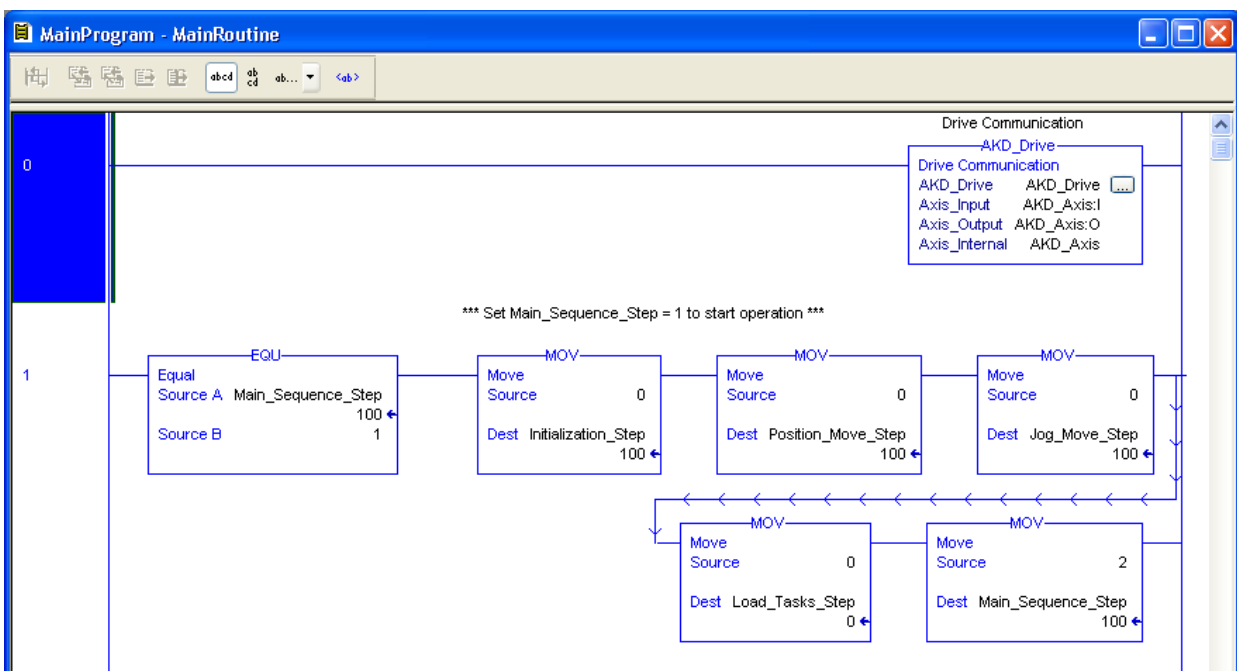 MainProgram - MainRoutine
abcd
ab
cd
ab...
<ab>
Drive Communication
0
AKD_Drive
Drive Communication
AKD_Drive AKD_Drive ...
Axis_Input AKD_Axis:I
Axis_Output AKD_Axis:O
Axis_Internal AKD_Axis
*** Set Main_Sequence_Step = 1 to start operation ***
1
EQU
Equal
Source A Main_Sequence_Step
100
Source B 1
MOV
Move
Source 0
Dest Initialization_Step
100
MOV
Move
Source 0
Dest Position_Move_Step
100
MOV
Move
Source 0
Dest Jog_Move_Step
100
MOV
Move
Source 0
Dest Load_Tasks_Step
0
MOV
Move
Source 2
Dest Main_Sequence_Step
100